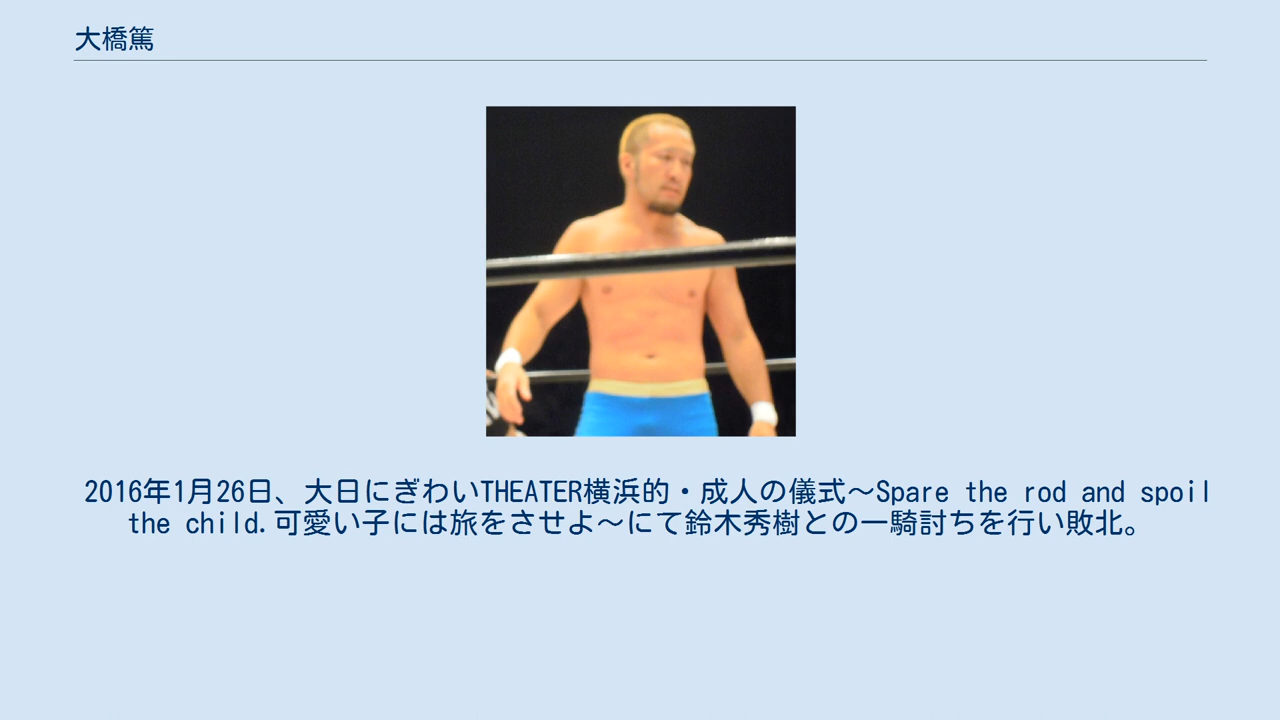 大橋篤
2016年1月26日、大日にぎわいTHEATER横浜的・成人の儀式～Spare the rod and spoil
the child.可愛い子には旅をさせよ～にて鈴木秀樹との一騎討ちを行い敗北。